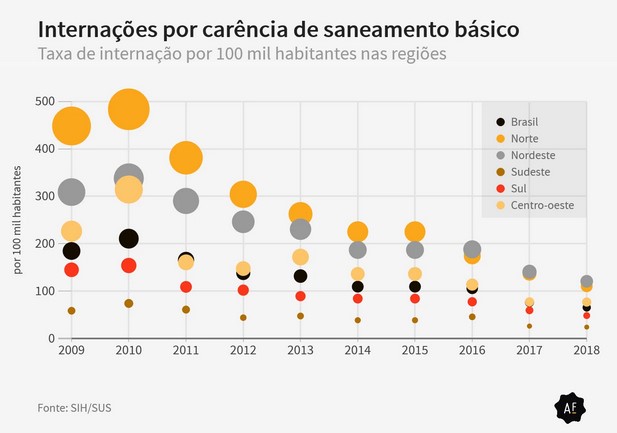 Internações por carência de saneamento básico
Taxa de internação por 100 mil habitantes nas regiões
por 100 mil habitantes
500
400
300
200
100
0
Brasil
Norte
Nordeste
Sudeste
Sul
Centro-oeste
2009 2010 2011 2012 2013 2014 2015 2016 2017 2018
Fonte: SIH/SUS
AE